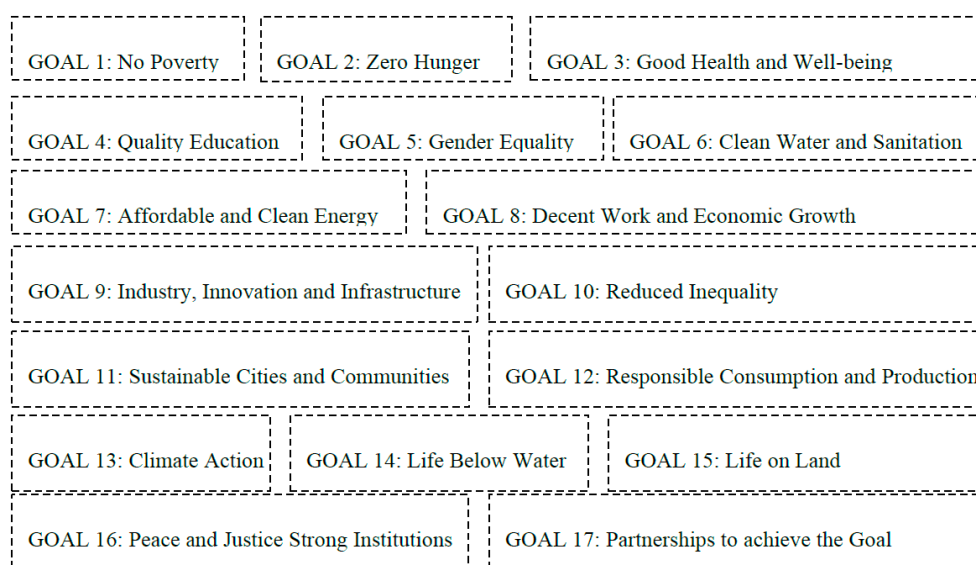 GOAL 1: No Poverty
GOAL 2: Zero Hunger
GOAL 3: Good Health and Well-being
GOAL 4: Quality Education
GOAL 5: Gender Equality
GOAL 6: Clean Water and Sanitation
GOAL 7: Affordable and Clean Energy
GOAL 8: Decent Work and Economic Growth
GOAL 9: Industry, Innovation and Infrastructure
GOAL 10: Reduced Inequality
GOAL 11: Sustainable Cities and Communities
GOAL 12: Responsible Consumption and Production
GOAL 13: Climate Action
GOAL 14: Life Below Water
GOAL 15: Life on Land
GOAL 16: Peace and Justice Strong Institutions
GOAL 17: Partnerships to achieve the Goal